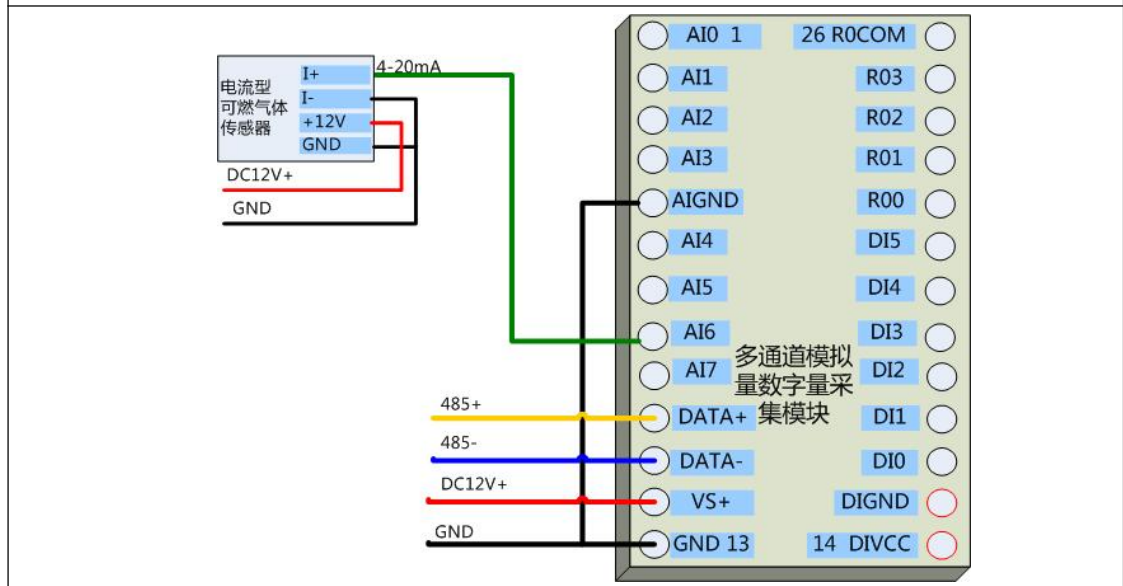 4-20mA
电流型
可燃气体
传感器
I+
I-
+12V
GND
DC12V+
GND
485+
485-
DC12V+
GND
AI0 1
AI1
AI2
AI3
AIGND
AI4
AI5
AI6
AI7
DATA+
DATA-
VS+
GND 13
多通道模拟
量数字量采
集模块
26 R0COM
R03
R02
R01
R00
DI5
DI4
DI3
DI2
DI1
DI0
DIGND
14 DIVCC